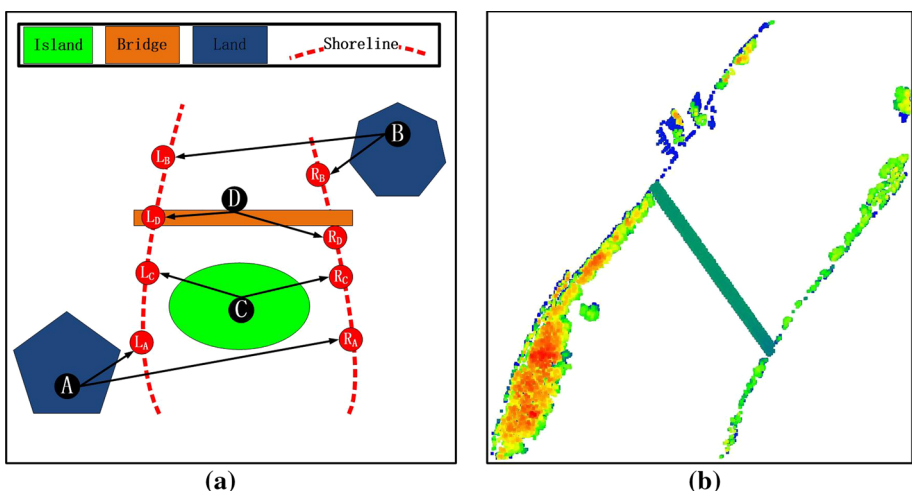 Island Bridge Land Shoreline
B
L_B
R_B
D
L_D
R_D
L_C
R_C
C
L_A
R_A
A
(a) (b)